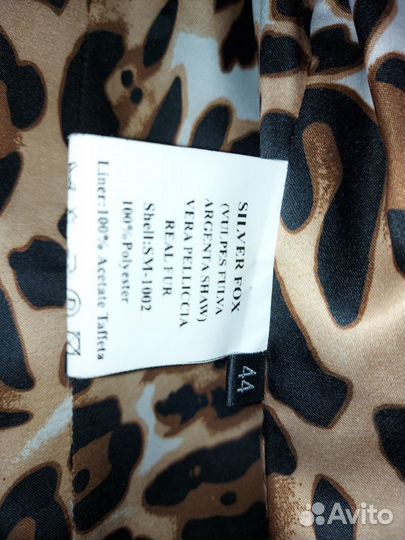 SILVER FOX
(VULPES FULVA
ARGENTA SHAW)
VERA PELLICCIA
REAL FUR
Shell:SM-1002
100%Polyester
Liner:100% Acetate Taffeta
44
Avito